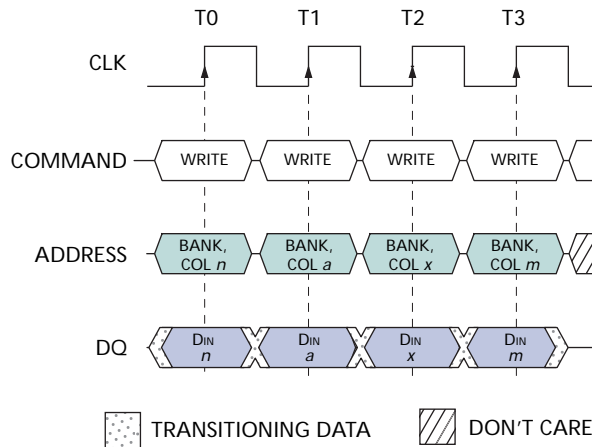 T0 T1 T2 T3
CLK
COMMAND WRITE WRITE WRITE WRITE
ADDRESS BANK, COL n BANK, COL a BANK, COL x BANK, COL m
DQ DIN n DIN a DIN x DIN m
TRANSITIONING DATA DON'T CARE